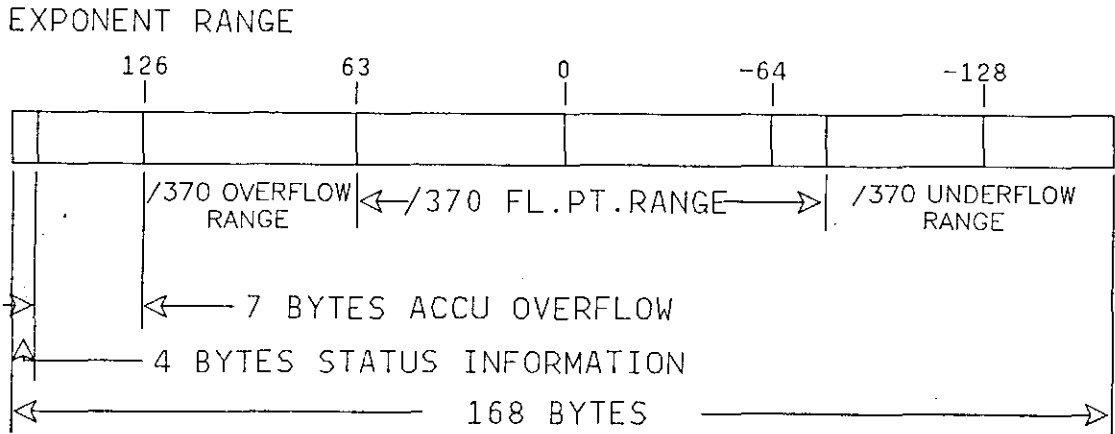 EXPONENT RANGE
126 63 0 -64 -128
/370 OVERFLOW RANGE
/370 FL.PT.RANGE
/370 UNDERFLOW RANGE
7 BYTES ACCU OVERFLOW
4 BYTES STATUS INFORMATION
168 BYTES